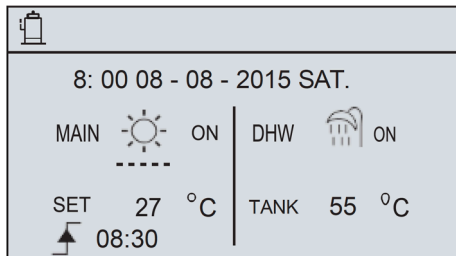 8: 00 08 - 08 - 2015 SAT.
MAIN ON
DHW ON
SET 27 °C
TANK 55 °C
08:30